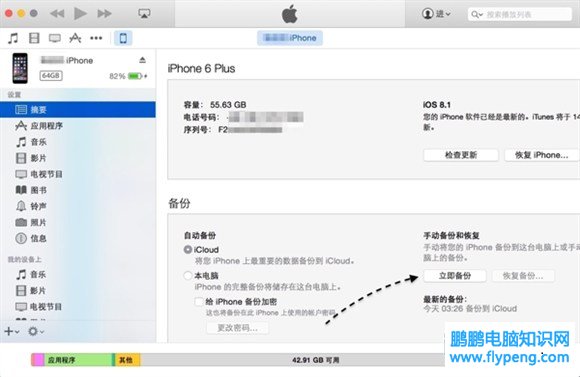 进
搜索播放列表
iPhone
iPhone
64GB
82%
设置
摘要
应用程序
音乐
影片
电视节目
图书
铃声
照片
信息
我的设备上
音乐
影片
电视节目
iPhone 6 Plus
容量：55.63 GB
电话号码：
序列号：F2
iOS 8.1
您的 iPhone 软件已经是最新的。iTunes 将于 14
新。
检查更新
恢复 iPhone...
备份
自动备份
iCloud
将您 iPhone 上最重要的数据备份到 iCloud。
本电脑
iPhone 的完整备份将储存在这台电脑上。
给 iPhone 备份加密
这也将备份在此 iPhone 上使用的帐户密码。
更改密码...
手动备份和恢复
手动将您的 iPhone 备份到这台电脑上或手
电脑上的备份。
立即备份
恢复备份...
最新的备份：
今天 03:26 备份到 iCloud
应用程序
其他
42.91 GB 可用
鹏鹏电脑知识网
www.flypeng.com